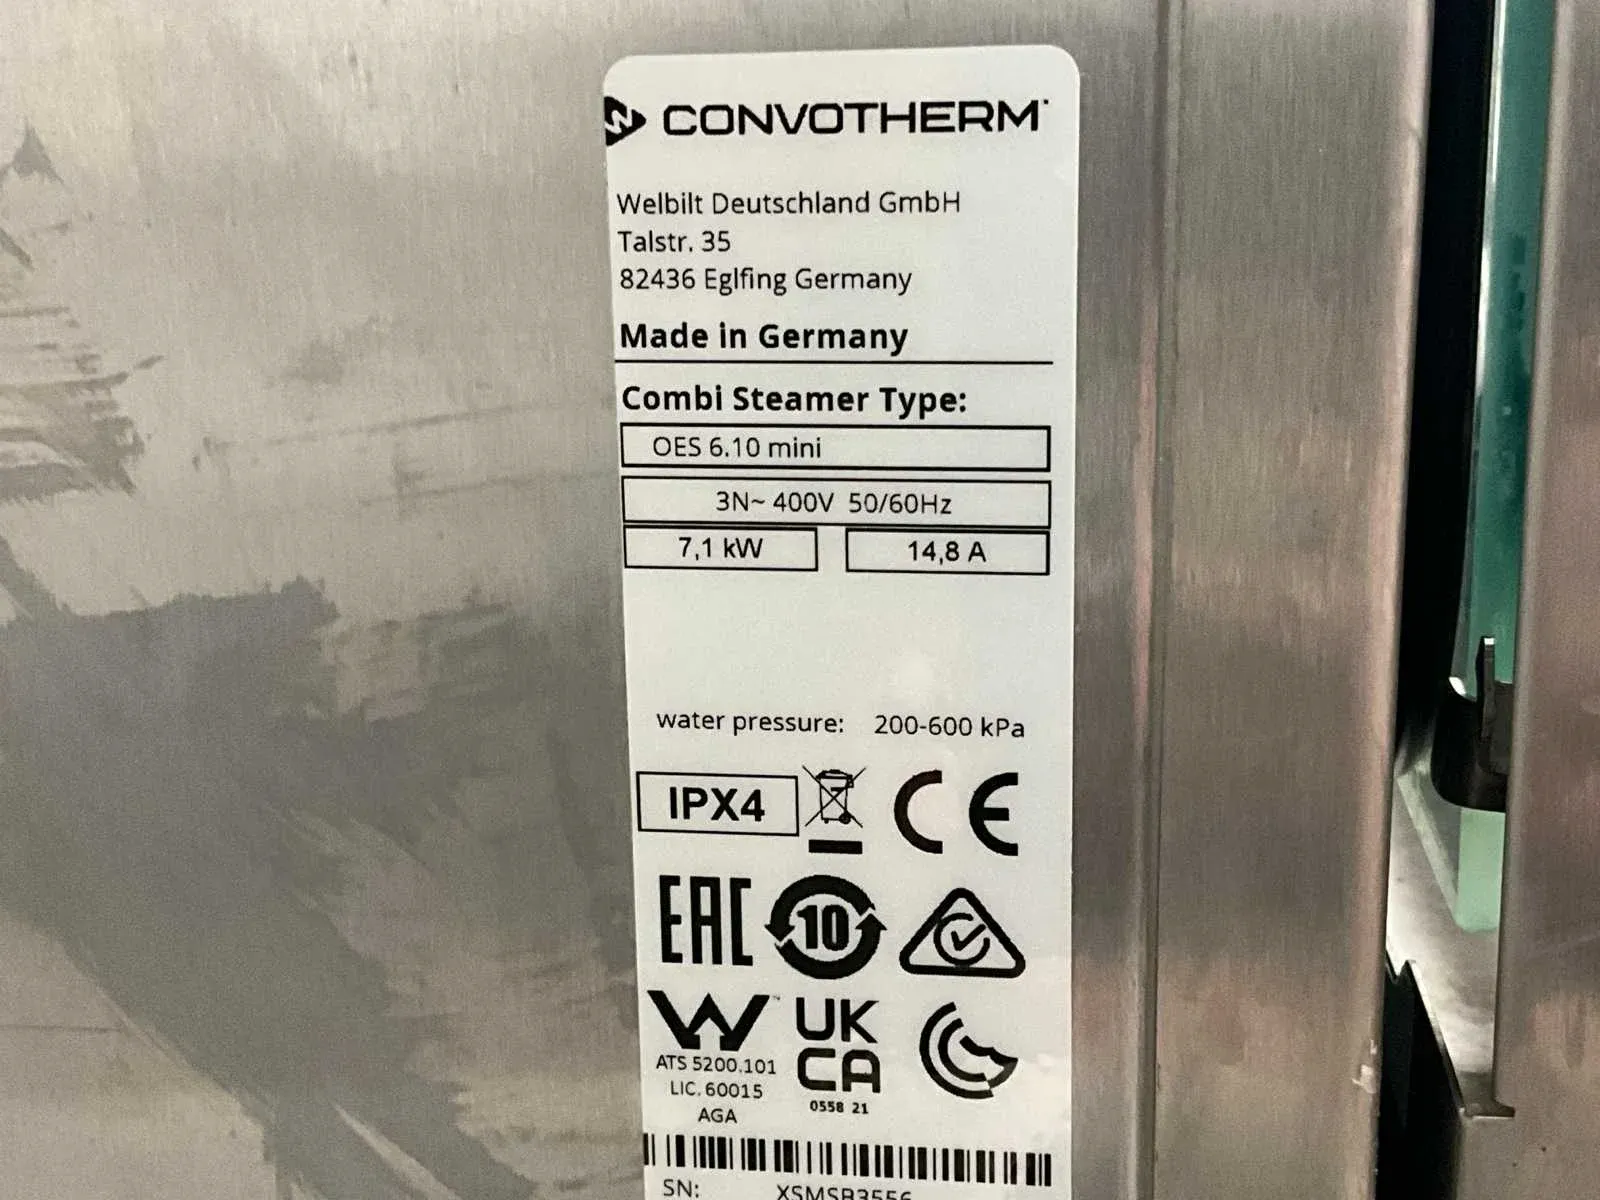 CONVOTHERM
Welbilt Deutschland GmbH
Talstr. 35
82436 Eglfing Germany
Made in Germany
Combi Steamer Type:
OES 6.10 mini
3N~ 400V 50/60Hz
7,1 kW 14,8 A
water pressure: 200-600 kPa
IPX4 CE
EAC 10
UK
CA
ATS 5200.101
LIC. 60015
AGA
0558 21
SN: